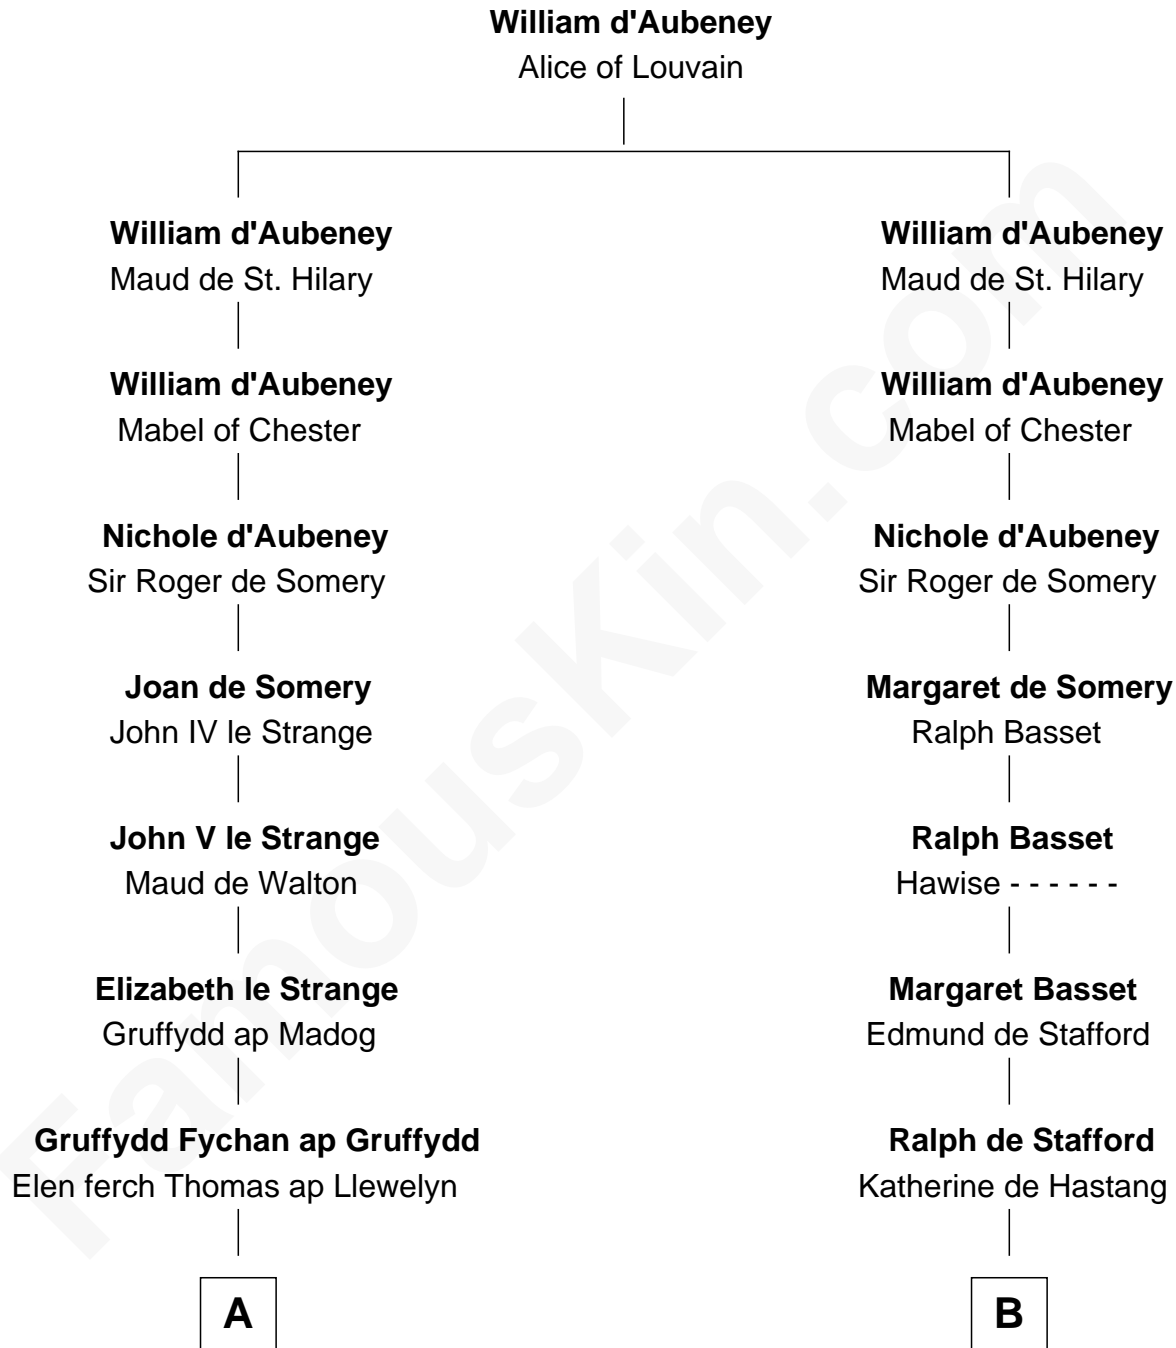 William d'Aubeney
Alice of Louvain
William d'Aubeney
Maud de St. Hilary
William d'Aubeney
Mabel of Chester
Nichole d'Aubeney
Sir Roger de Somery
Joan de Somery
John IV le Strange
John V le Strange
Maud de Walton
Elizabeth le Strange
Gruffydd ap Madog
Gruffydd Fychan ap Gruffydd
Elen ferch Thomas ap Llewelyn
A
William d'Aubeney
Maud de St. Hilary
William d'Aubeney
Mabel of Chester
Nichole d'Aubeney
Sir Roger de Somery
Margaret de Somery
Ralph Basset
Ralph Basset
Hawise - - - - - -
Margaret Basset
Edmund de Stafford
Ralph de Stafford
Katherine de Hastang
B
FamousKin.com